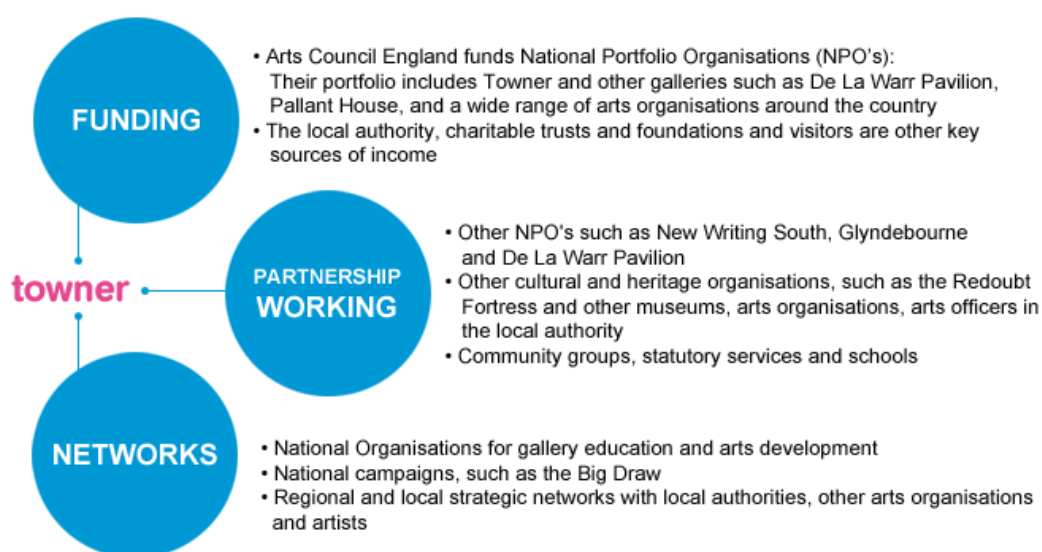 FUNDING
• Arts Council England funds National Portfolio Organisations (NPO's):
Their portfolio includes Towner and other galleries such as De La Warr Pavilion,
Pallant House, and a wide range of arts organisations around the country
• The local authority, charitable trusts and foundations and visitors are other key
sources of income
towner
PARTNERSHIP
WORKING
• Other NPO's such as New Writing South, Glyndebourne
and De La Warr Pavilion
• Other cultural and heritage organisations, such as the Redoubt
Fortress and other museums, arts organisations, arts officers in
the local authority
• Community groups, statutory services and schools
NETWORKS
• National Organisations for gallery education and arts development
• National campaigns, such as the Big Draw
• Regional and local strategic networks with local authorities, other arts organisations
and artists